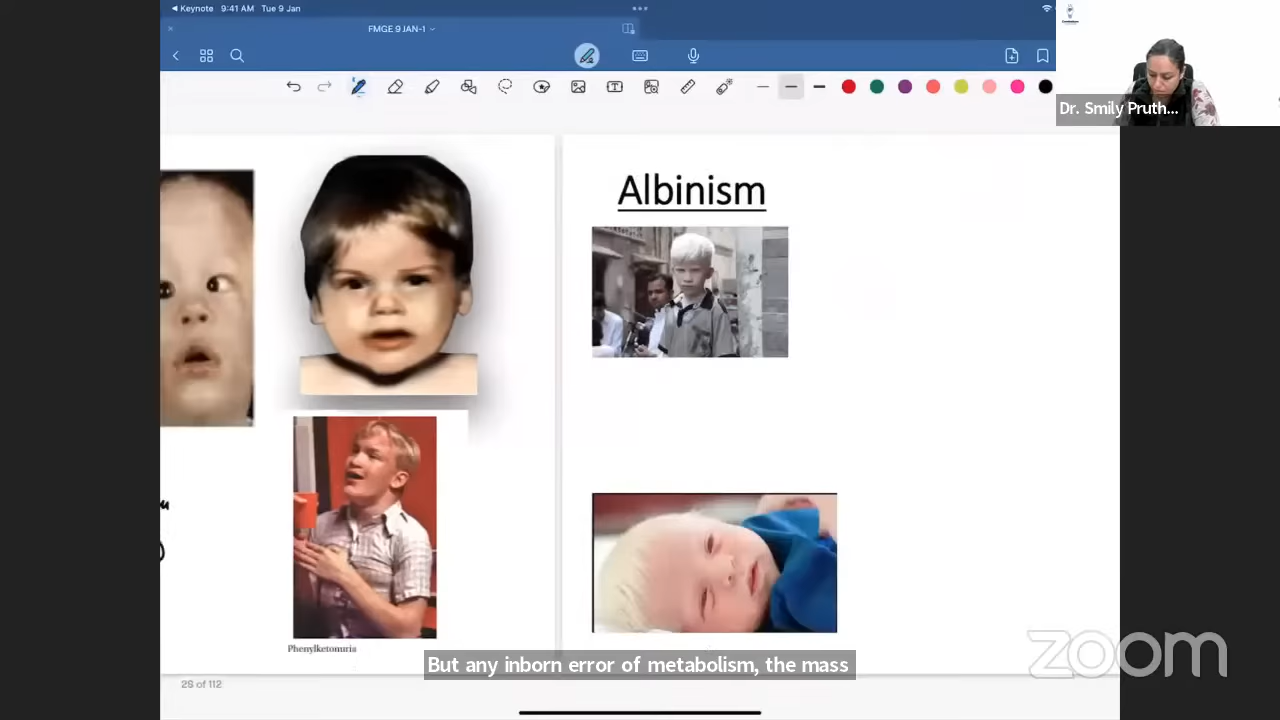 ◀ Keynote 9:41 AM Tue 9 Jan
FMGE 9 JAN-1
Dr. Smily Pruth...
Albinism
Phenylketonuria
But any inborn error of metabolism, the mass
zoom
28 of 112